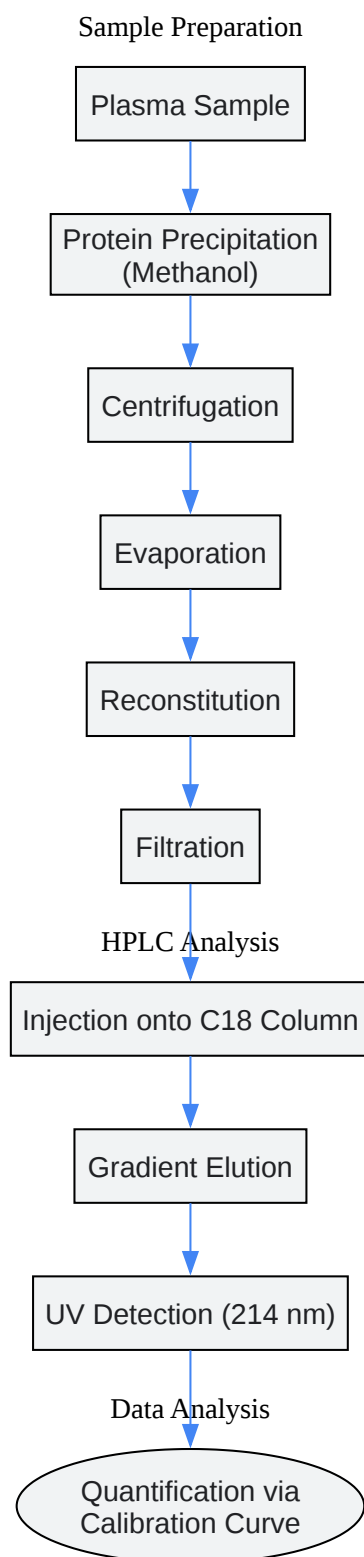 Sample Preparation
Plasma Sample
Protein Precipitation
(Methanol)
Centrifugation
Evaporation
Reconstitution
Filtration
HPLC Analysis
Injection onto C18 Column
Gradient Elution
UV Detection (214 nm)
Data Analysis
Quantification via
Calibration Curve